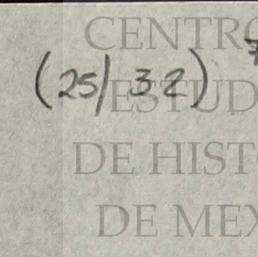 (25/32)
CENTRO
ESTUD
DE HIST
DE MEX